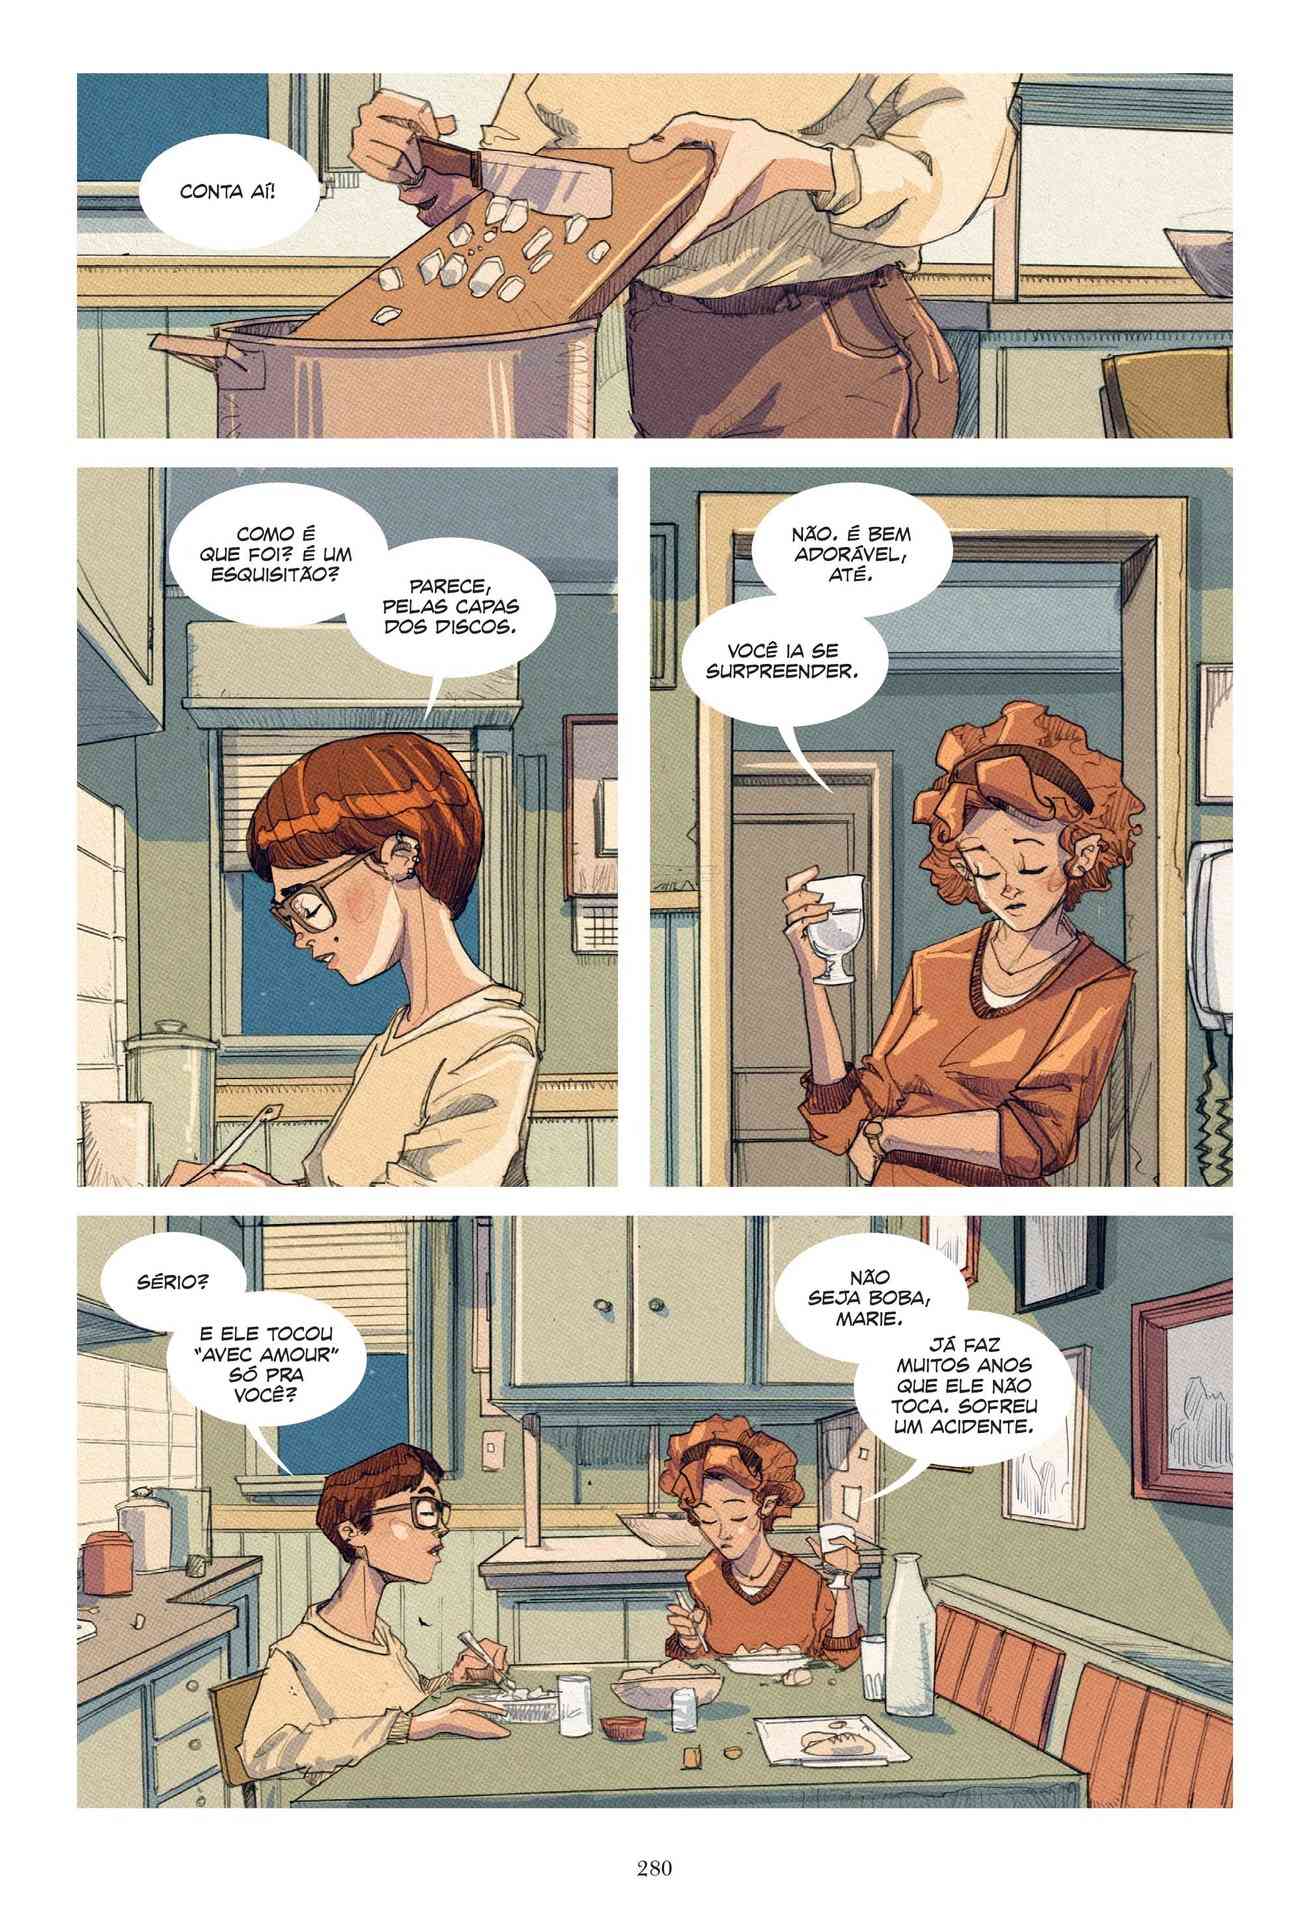 CONTA AÍ!
COMO É
QUE FOI? É UM
ESQUISITÃO?
PARECE,
PELAS CAPAS
DOS DISCOS.
NÃO. É BEM
ADORÁVEL,
ATÉ.
VOCÊ IA SE
SURPREENDER.
SÉRIO?
E ELE TOCOU
“AVEC AMOUR”
SÓ PRA
VOCÊ?
NÃO
SEJA BOBA,
MARIE.
JÁ FAZ
MUITOS ANOS
QUE ELE NÃO
TOCA. SOFREU
UM ACIDENTE.
280